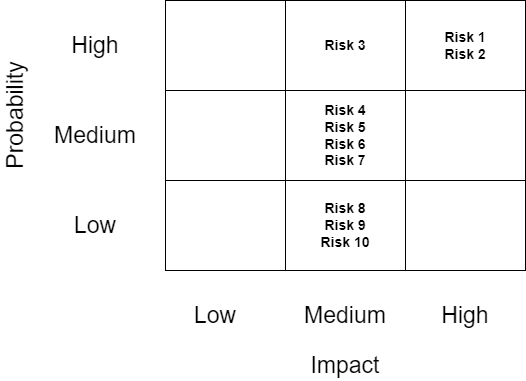 Probability
High
Risk 3
Risk 1
Risk 2
Medium
Risk 4
Risk 5
Risk 6
Risk 7
Low
Risk 8
Risk 9
Risk 10
Low
Medium
High
Impact